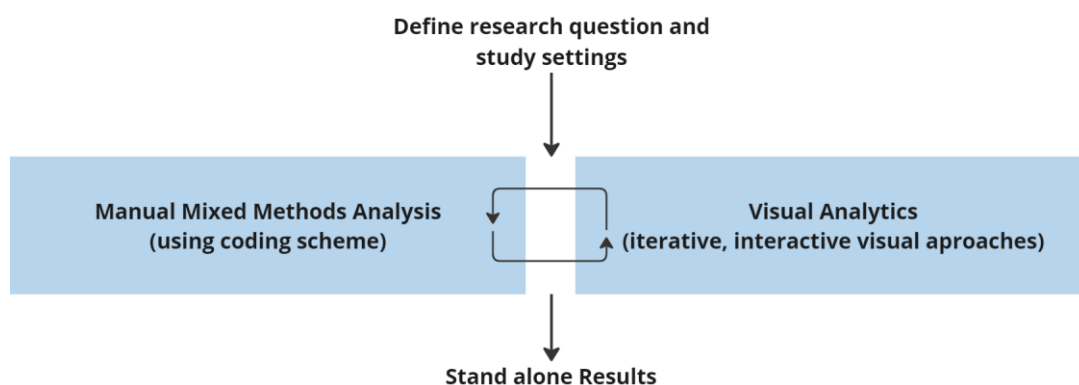 Define research question and
study settings
Manual Mixed Methods Analysis
(using coding scheme)
Visual Analytics
(iterative, interactive visual aproaches)
Stand alone Results